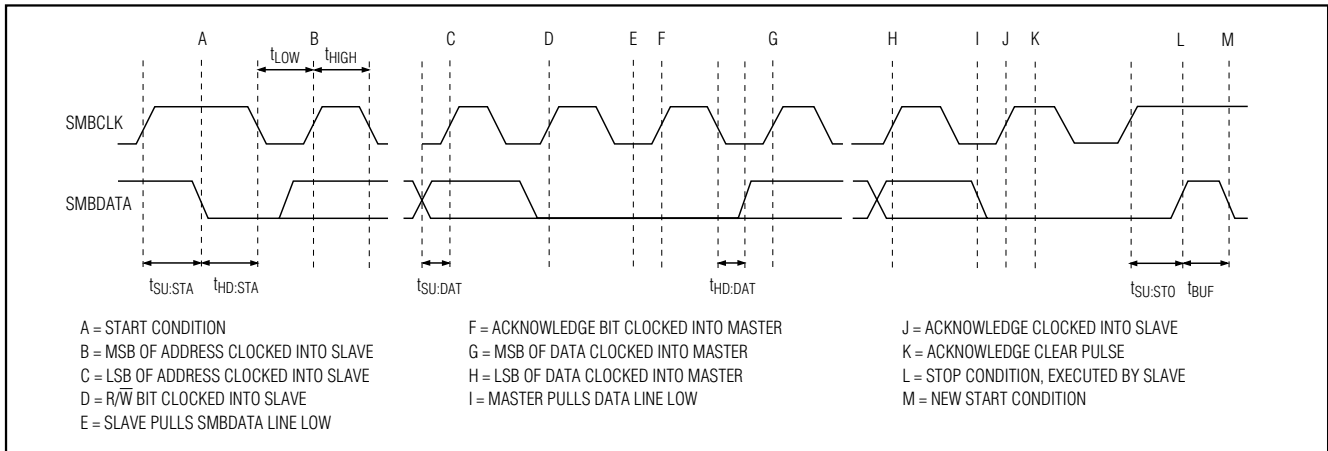 A B C D E F G H I J K L M
tLOW tHIGH
SMBCLK
SMBDATA
tSU:STA tHD:STA tSU:DAT tHD:DAT tSU:STO tBUF
A = START CONDITION
B = MSB OF ADDRESS CLOCKED INTO SLAVE
C = LSB OF ADDRESS CLOCKED INTO SLAVE
D = R/W̅ BIT CLOCKED INTO SLAVE
E = SLAVE PULLS SMBDATA LINE LOW
F = ACKNOWLEDGE BIT CLOCKED INTO MASTER
G = MSB OF DATA CLOCKED INTO MASTER
H = LSB OF DATA CLOCKED INTO MASTER
I = MASTER PULLS DATA LINE LOW
J = ACKNOWLEDGE CLOCKED INTO SLAVE
K = ACKNOWLEDGE CLEAR PULSE
L = STOP CONDITION, EXECUTED BY SLAVE
M = NEW START CONDITION